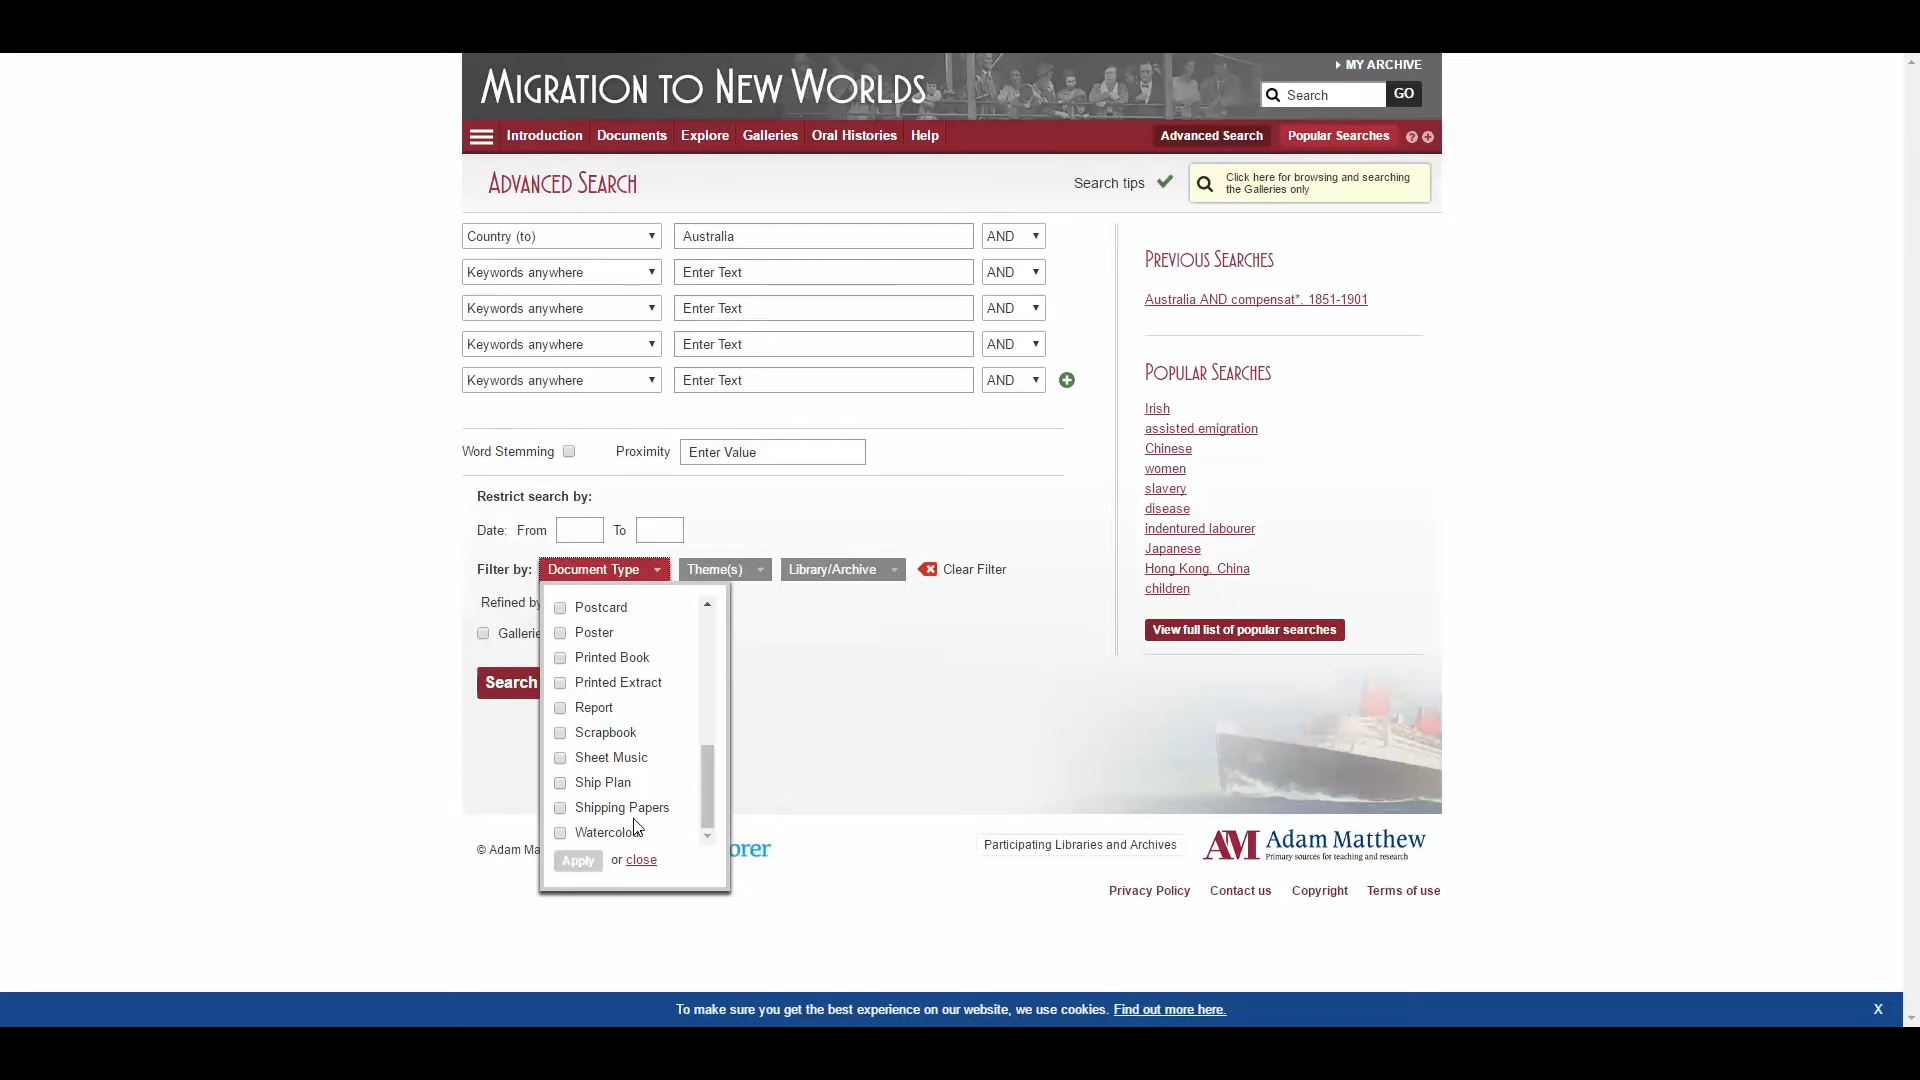 MIGRATION TO NEW WORLDS
MY ARCHIVE
Search
GO
Introduction
Documents
Explore
Galleries
Oral Histories
Help
Advanced Search
Popular Searches
ADVANCED SEARCH
Search tips
Click here for browsing and searching
the Galleries only
Country (to)
Australia
AND
Keywords anywhere
Enter Text
AND
Keywords anywhere
Enter Text
AND
Keywords anywhere
Enter Text
AND
Keywords anywhere
Enter Text
AND
Word Stemming
Proximity
Enter Value
Restrict search by:
Date: From
To
Filter by:
Document Type
Theme(s)
Library/Archive
Clear Filter
Refined by
Search
Postcard
Poster
Printed Book
Printed Extract
Report
Scrapbook
Sheet Music
Ship Plan
Shipping Papers
Apply
or close
PREVIOUS SEARCHES
Australia AND compensat*, 1851-1901
POPULAR SEARCHES
Irish
assisted emigration
Chinese
women
slavery
disease
indentured labourer
Japanese
Hong Kong, China
children
View full list of popular searches
© Adam
Participating Libraries and Archives
AM Adam Matthew
Primary sources for teaching and research
Privacy Policy
Contact us
Copyright
Terms of use
To make sure you get the best experience on our website, we use cookies. Find out more here.
X